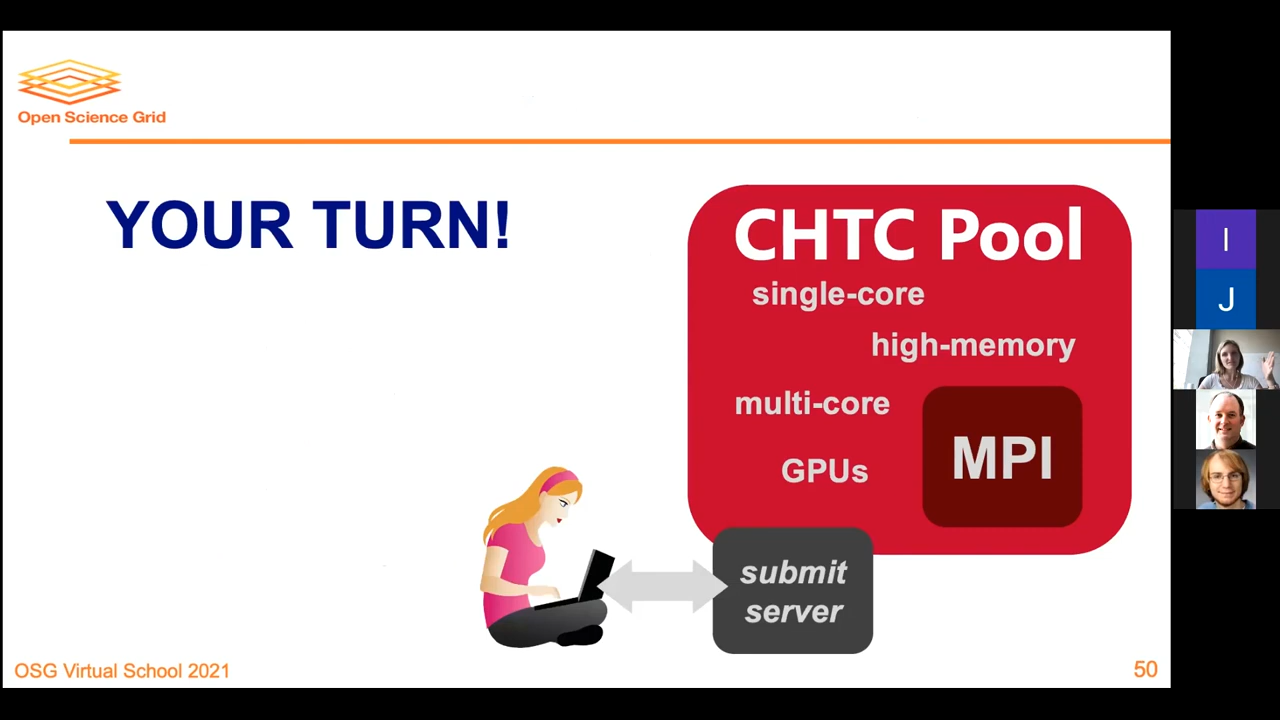 Open Science Grid
YOUR TURN!
CHTC Pool
single-core
high-memory
multi-core
MPI
GPUs
submit
server
OSG Virtual School 2021
50
I
J